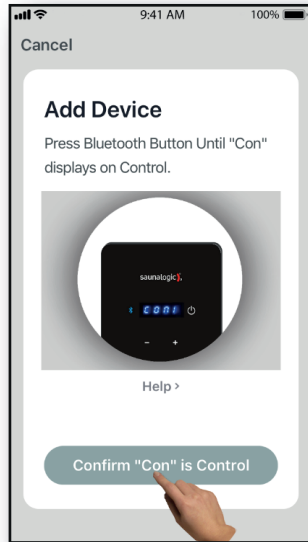 9:41 AM 100%
Cancel
Add Device
Press Bluetooth Button Until "Con"
displays on Control.
saunalogic
- +
Help >
Confirm "Con" is Control